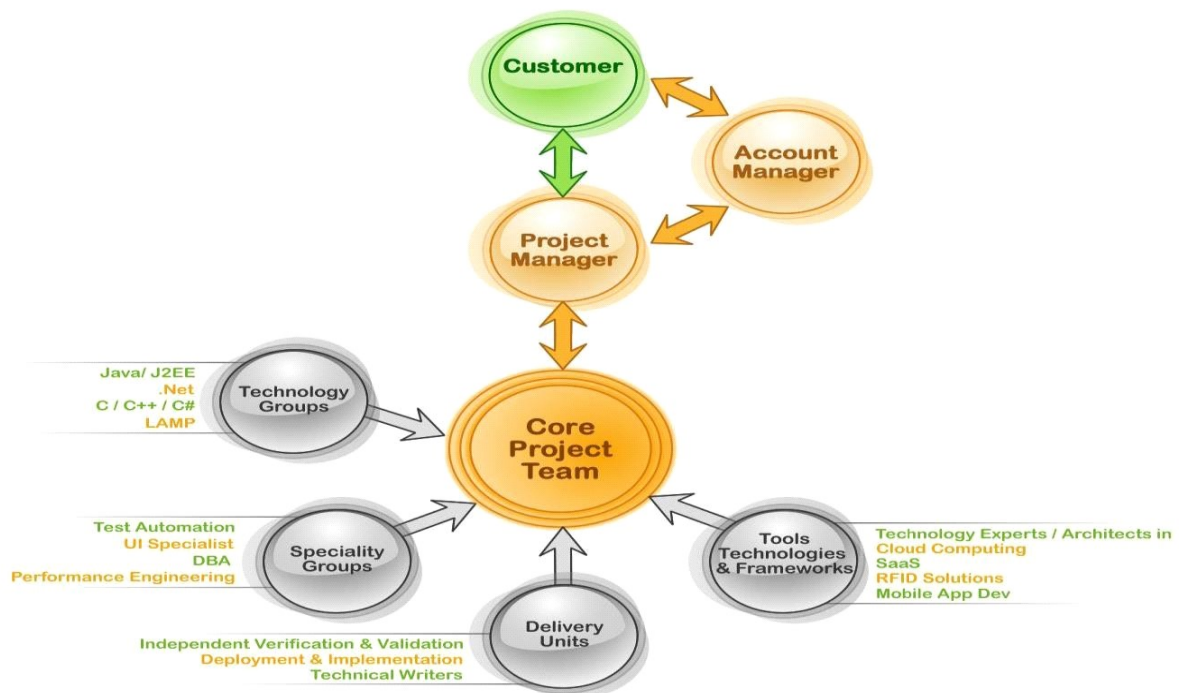 Customer
Account
Manager
Project
Manager
Java/ J2EE
.Net
C / C++ / C#
LAMP
Technology
Groups
Core
Project
Team
Test Automation
UI Specialist
DBA
Performance Engineering
Speciality
Groups
Tools
Technologies
& Frameworks
Technology Experts / Architects in
Cloud Computing
SaaS
RFID Solutions
Mobile App Dev
Independent Verification & Validation
Deployment & Implementation
Technical Writers
Delivery
Units